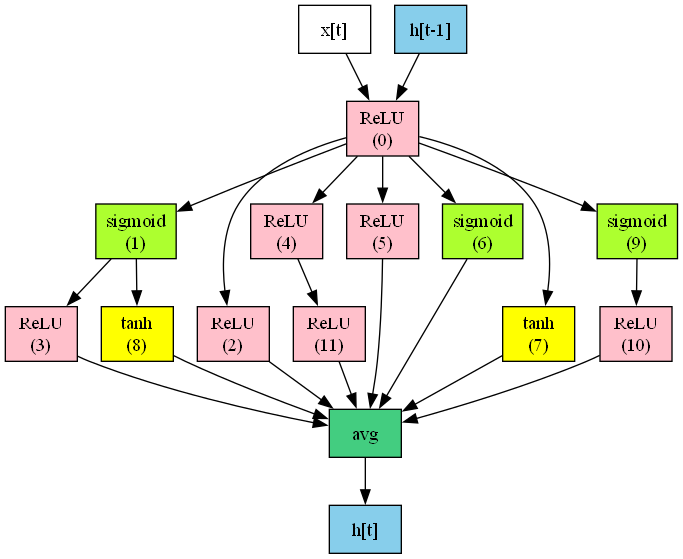 x[t]
h[t-1]
ReLU
(0)
sigmoid
(1)
ReLU
(4)
ReLU
(5)
sigmoid
(6)
sigmoid
(9)
ReLU
(3)
tanh
(8)
ReLU
(2)
ReLU
(11)
tanh
(7)
ReLU
(10)
avg
h[t]